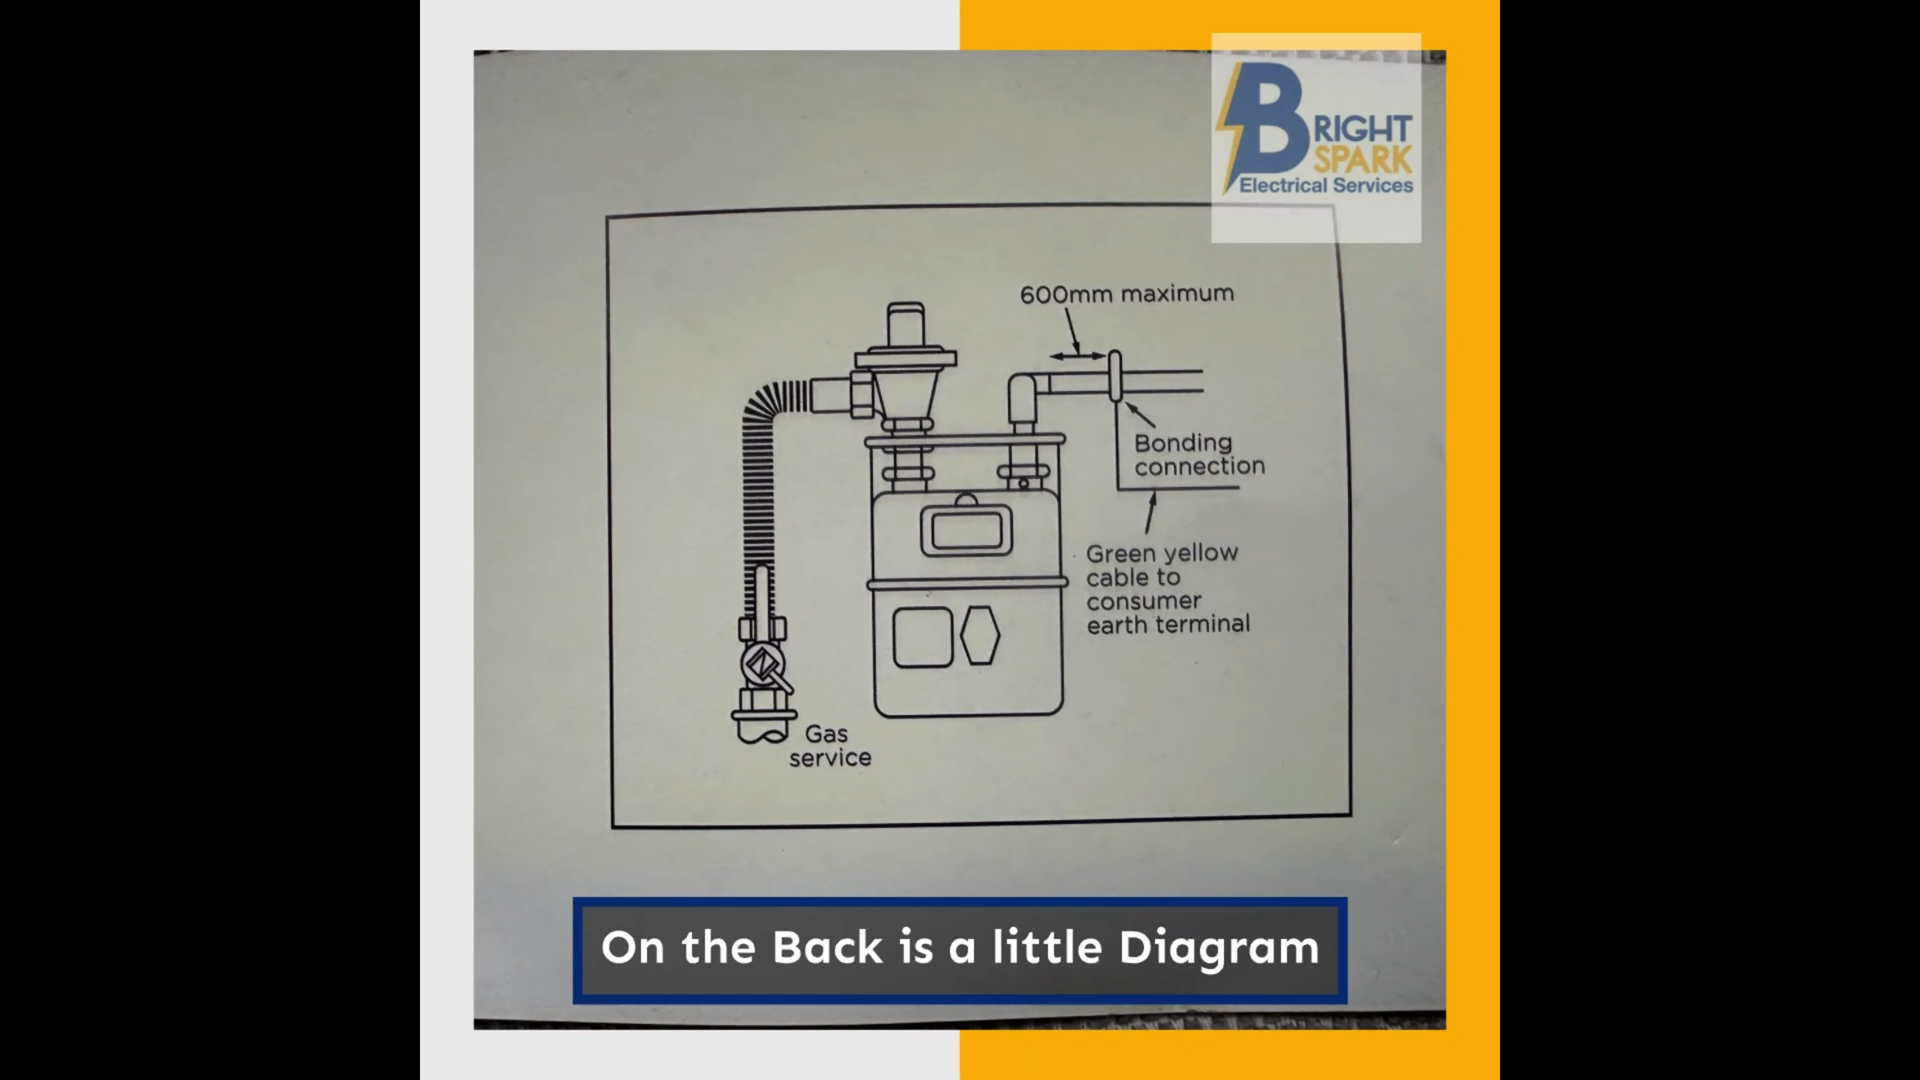 BRIGHT
SPARK
Electrical Services
600mm maximum
Bonding
connection
Green yellow
cable to
consumer
earth terminal
Gas
service
On the Back is a little Diagram